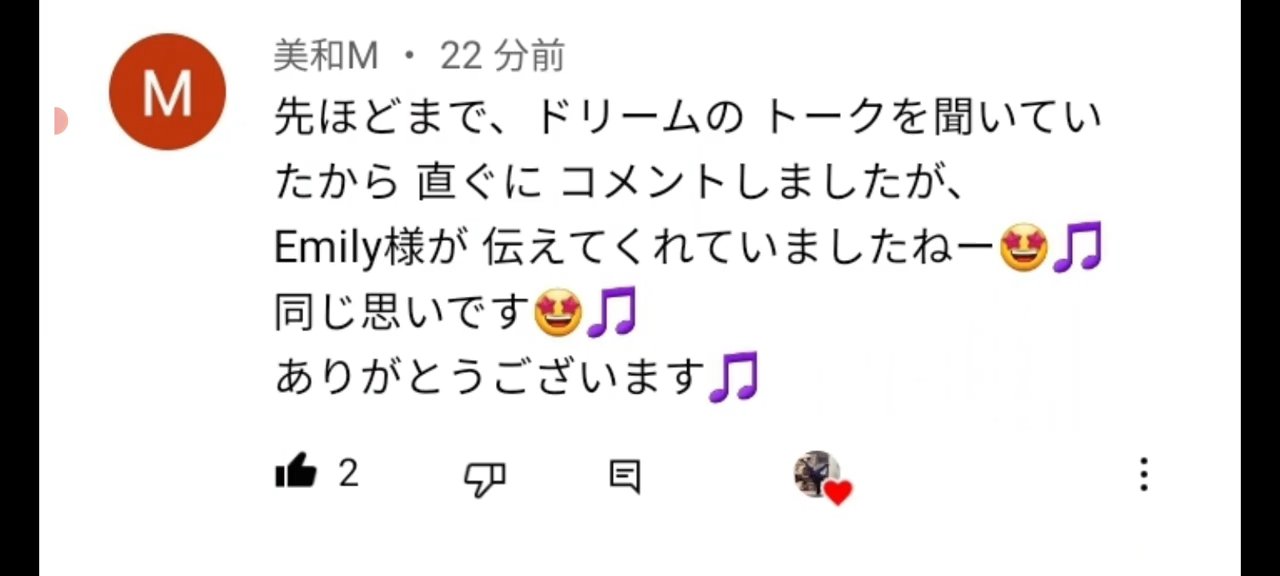 M
美和M ・ 22 分前
先ほどまで、ドリームの トークを聞いてい
たから 直ぐに コメントしましたが、
Emily様が 伝えてくれていましたねー🤩🎵
同じ思いです🤩🎵
ありがとうございます🎵
2